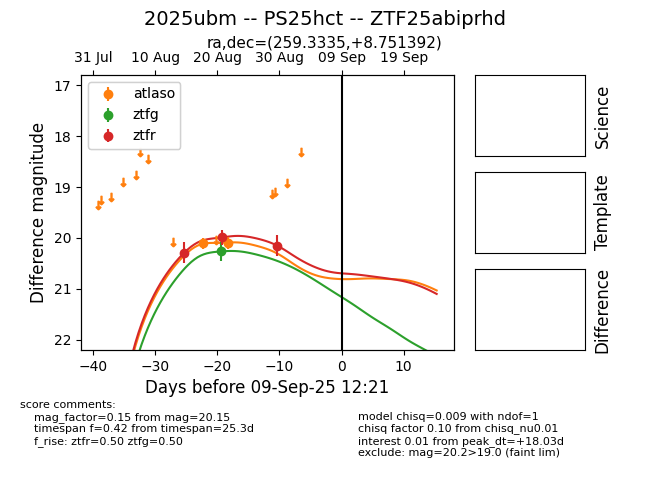 2025ubm -- PS25hct -- ZTF25abiprhd
ra,dec=(259.3335,+8.751392)
31 Jul 10 Aug 20 Aug 30 Aug 09 Sep 19 Sep
atlaso
ztfg
ztfr
17
18
19
20
21
22
Difference magnitude
−40 −30 −20 −10 0 10
Days before 09-Sep-25 12:21
Science
Template
Difference
score comments:
mag_factor=0.15 from mag=20.15
timespan f=0.42 from timespan=25.3d
f_rise: ztfr=0.50 ztfg=0.50
model chisq=0.009 with ndof=1
chisq factor 0.10 from chisq_nu0.01
interest 0.01 from peak_dt=+18.03d
exclude: mag=20.2>19.0 (faint lim)